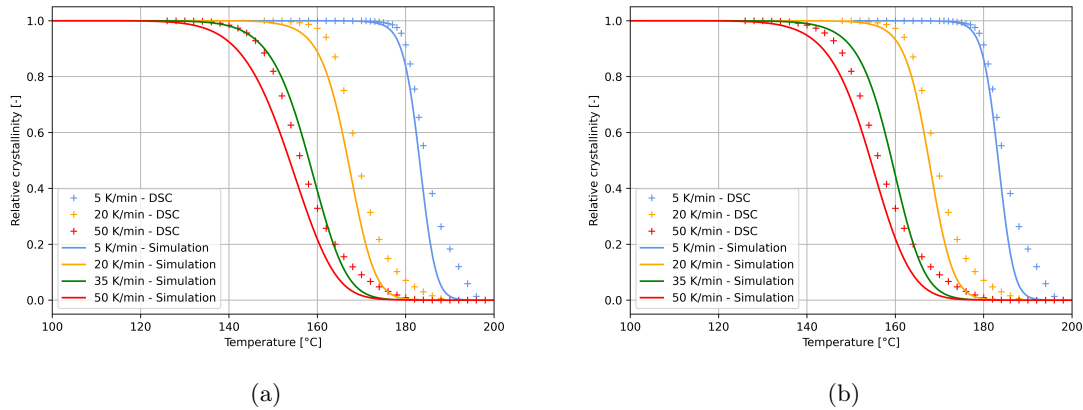 1.0
0.8
0.6
0.4
0.2
0.0
Relative crystallinity [-]
5 K/min - DSC
20 K/min - DSC
50 K/min - DSC
5 K/min - Simulation
20 K/min - Simulation
35 K/min - Simulation
50 K/min - Simulation
100 120 140 160 180 200
Temperature [°C]
(a)
1.0
0.8
0.6
0.4
0.2
0.0
Relative crystallinity [-]
5 K/min - DSC
20 K/min - DSC
50 K/min - DSC
5 K/min - Simulation
20 K/min - Simulation
35 K/min - Simulation
50 K/min - Simulation
100 120 140 160 180 200
Temperature [°C]
(b)